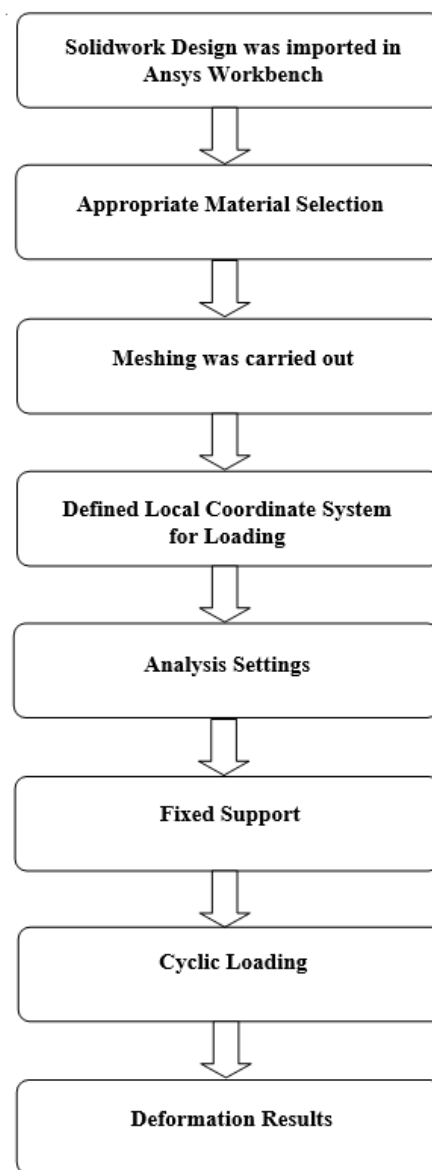 Solidwork Design was imported in
Ansys Workbench
Appropriate Material Selection
Meshing was carried out
Defined Local Coordinate System
for Loading
Analysis Settings
Fixed Support
Cyclic Loading
Deformation Results